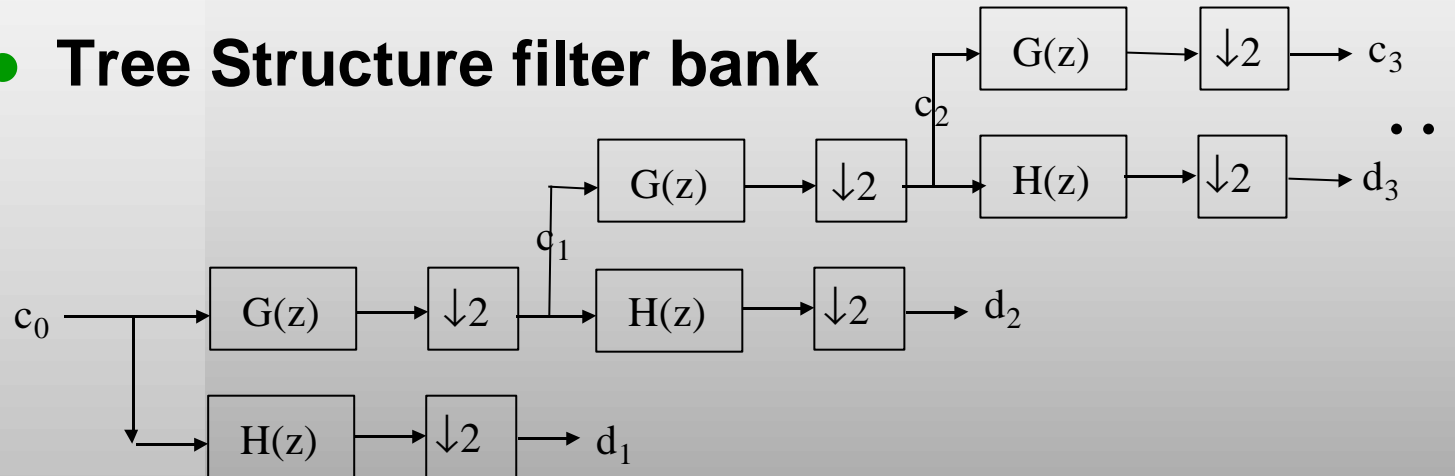 • Tree Structure filter bank
G(z) ↓2 c₃
c₂
G(z) ↓2 H(z) ↓2 d₃
. .
c₁
c₀ G(z) ↓2 H(z) ↓2 d₂
H(z) ↓2 d₁